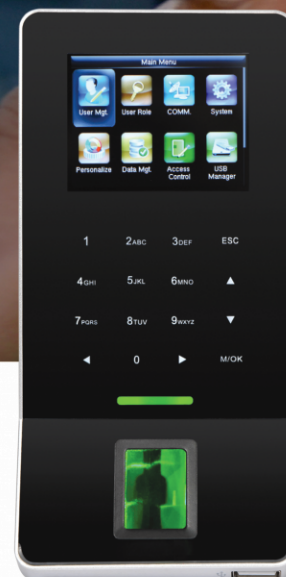 Main Menu
User Mgt. User Role COMM. System
Personalize Data Mgt. Access Control USB Manager
1 2ABC 3DEF ESC
4GHI 5JKL 6MNO
7PQRS 8TUV 9WXYZ
0 M/OK